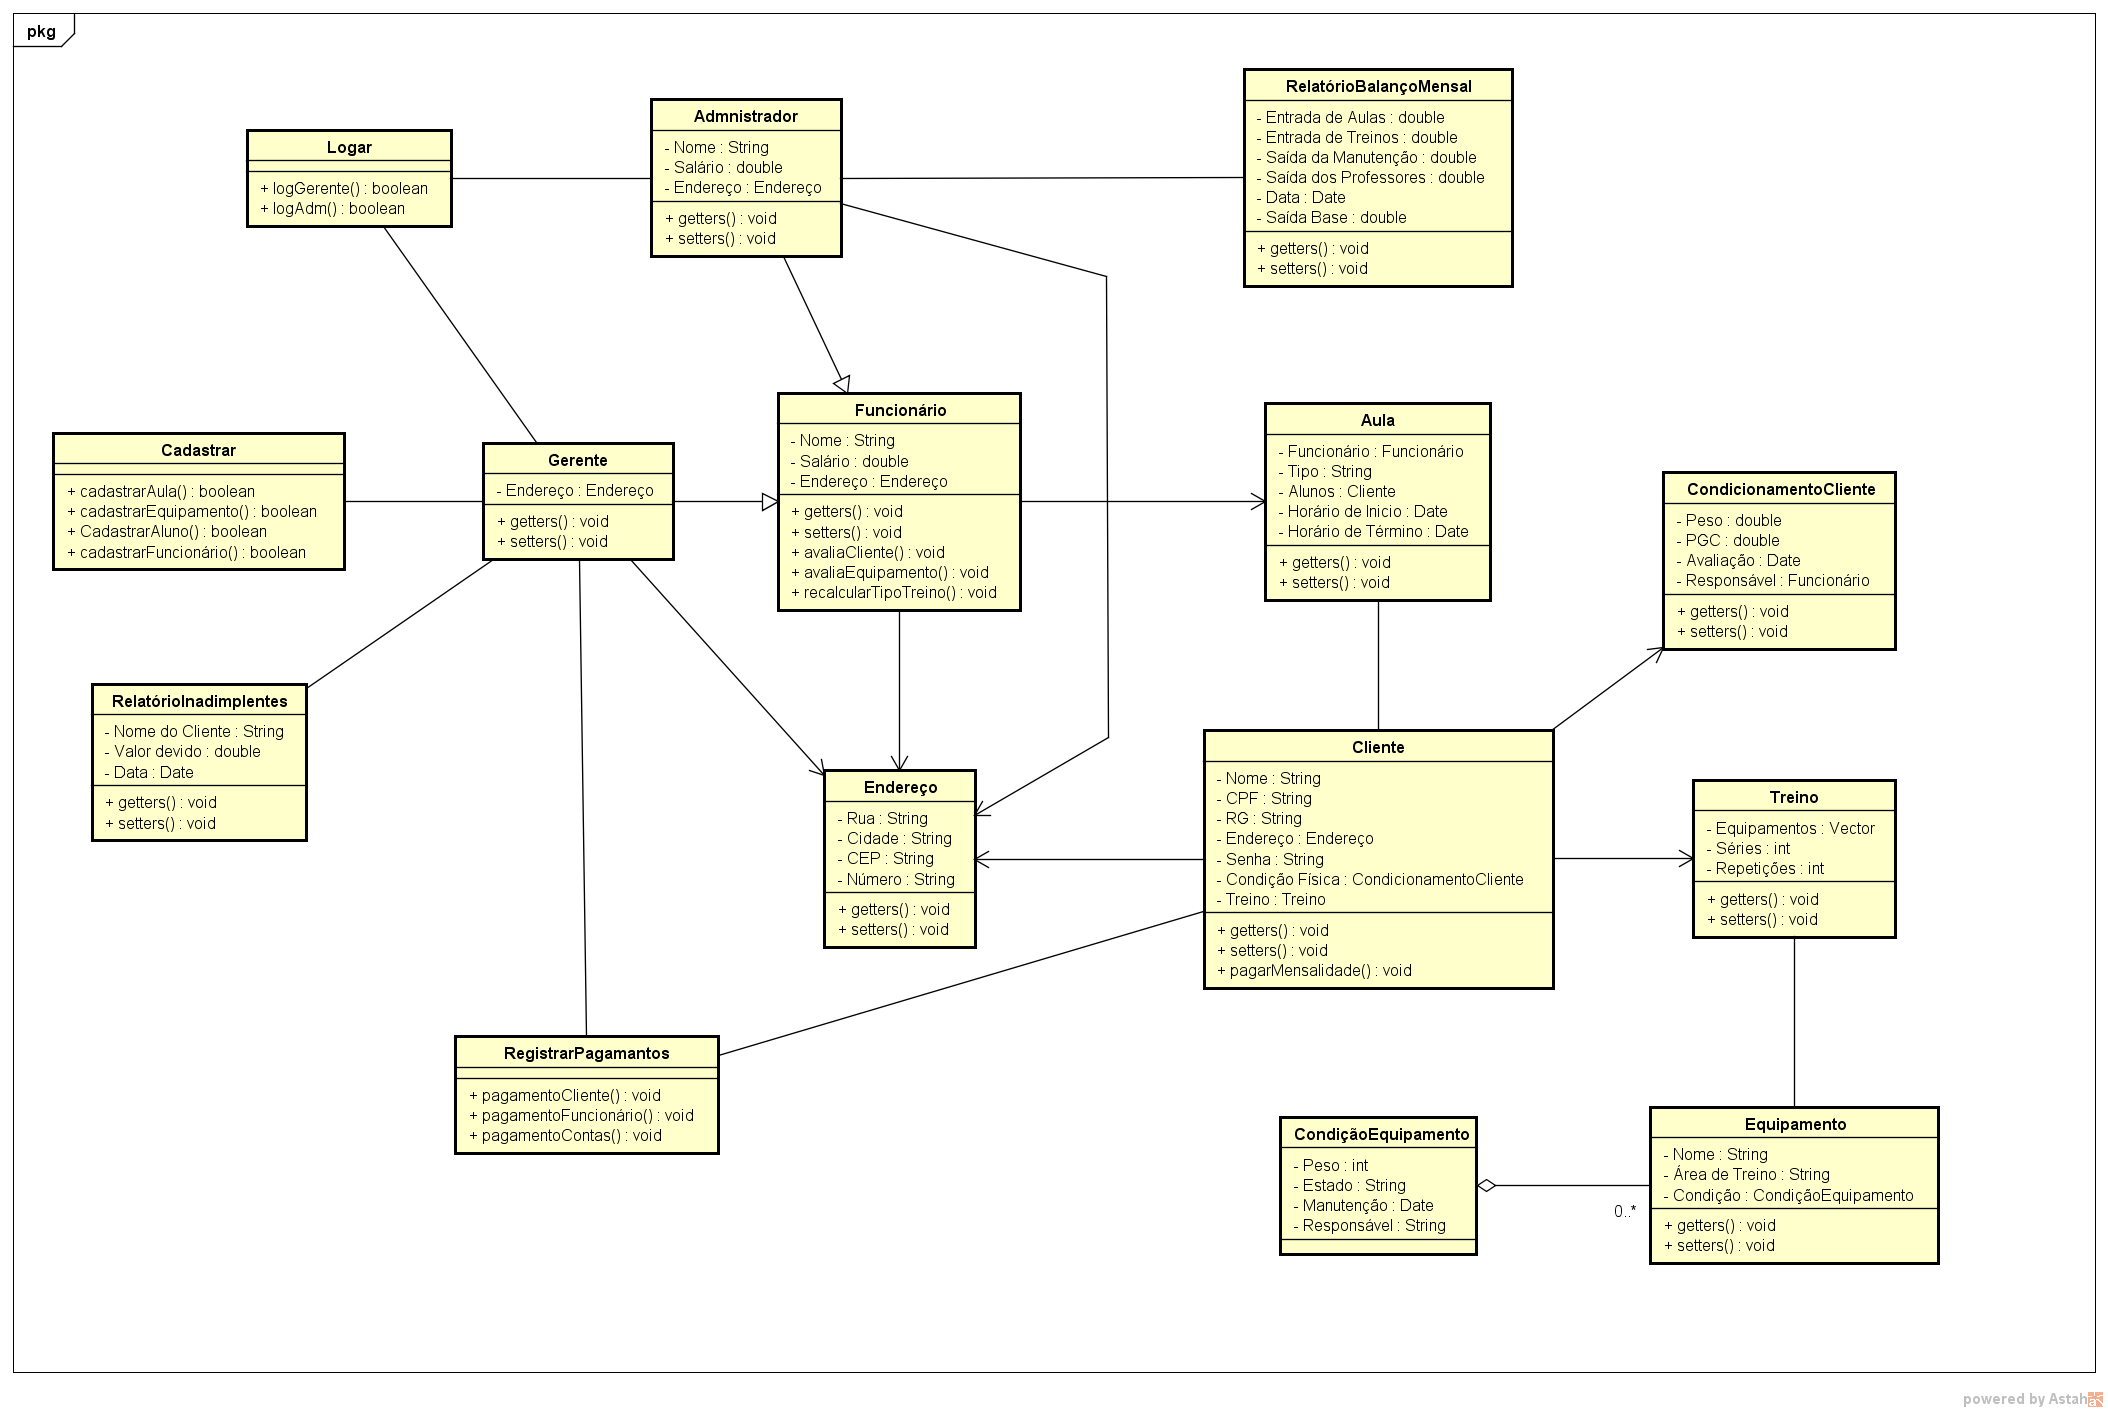 pkg
Logar
+ logGerente() : boolean
+ logAdm() : boolean
Admnistrador
- Nome : String
- Salário : double
- Endereço : Endereço
+ getters() : void
+ setters() : void
RelatórioBalançoMensal
- Entrada de Aulas : double
- Entrada de Treinos : double
- Saída da Manutenção : double
- Saída dos Professores : double
- Data : Date
- Saída Base : double
+ getters() : void
+ setters() : void
Cadastrar
+ cadastrarAula() : boolean
+ cadastrarEquipamento() : boolean
+ CadastrarAluno() : boolean
+ cadastrarFuncionário() : boolean
Gerente
- Endereço : Endereço
+ getters() : void
+ setters() : void
Funcionário
- Nome : String
- Salário : double
- Endereço : Endereço
+ getters() : void
+ setters() : void
+ avaliaCliente() : void
+ avaliaEquipamento() : void
+ recalcularTipoTreino() : void
Aula
- Funcionário : Funcionário
- Tipo : String
- Alunos : Cliente
- Horário de Inicio : Date
- Horário de Término : Date
+ getters() : void
+ setters() : void
CondicionamentoCliente
- Peso : double
- PGC : double
- Avaliação : Date
- Responsável : Funcionário
+ getters() : void
+ setters() : void
RelatórioInadimplentes
- Nome do Cliente : String
- Valor devido : double
- Data : Date
+ getters() : void
+ setters() : void
Endereço
- Rua : String
- Cidade : String
- CEP : String
- Número : String
+ getters() : void
+ setters() : void
Cliente
- Nome : String
- CPF : String
- RG : String
- Endereço : Endereço
- Senha : String
- Condição Física : CondicionamentoCliente
- Treino : Treino
+ getters() : void
+ setters() : void
+ pagarMensalidade() : void
Treino
- Equipamentos : Vector
- Séries : int
- Repetições : int
+ getters() : void
+ setters() : void
RegistrarPagamantos
+ pagamentoCliente() : void
+ pagamentoFuncionário() : void
+ pagamentoContas() : void
CondiçãoEquipamento
- Peso : int
- Estado : String
- Manutenção : Date
- Responsável : String
0..*
Equipamento
- Nome : String
- Área de Treino : String
- Condição : CondiçãoEquipamento
+ getters() : void
+ setters() : void
powered by Astah